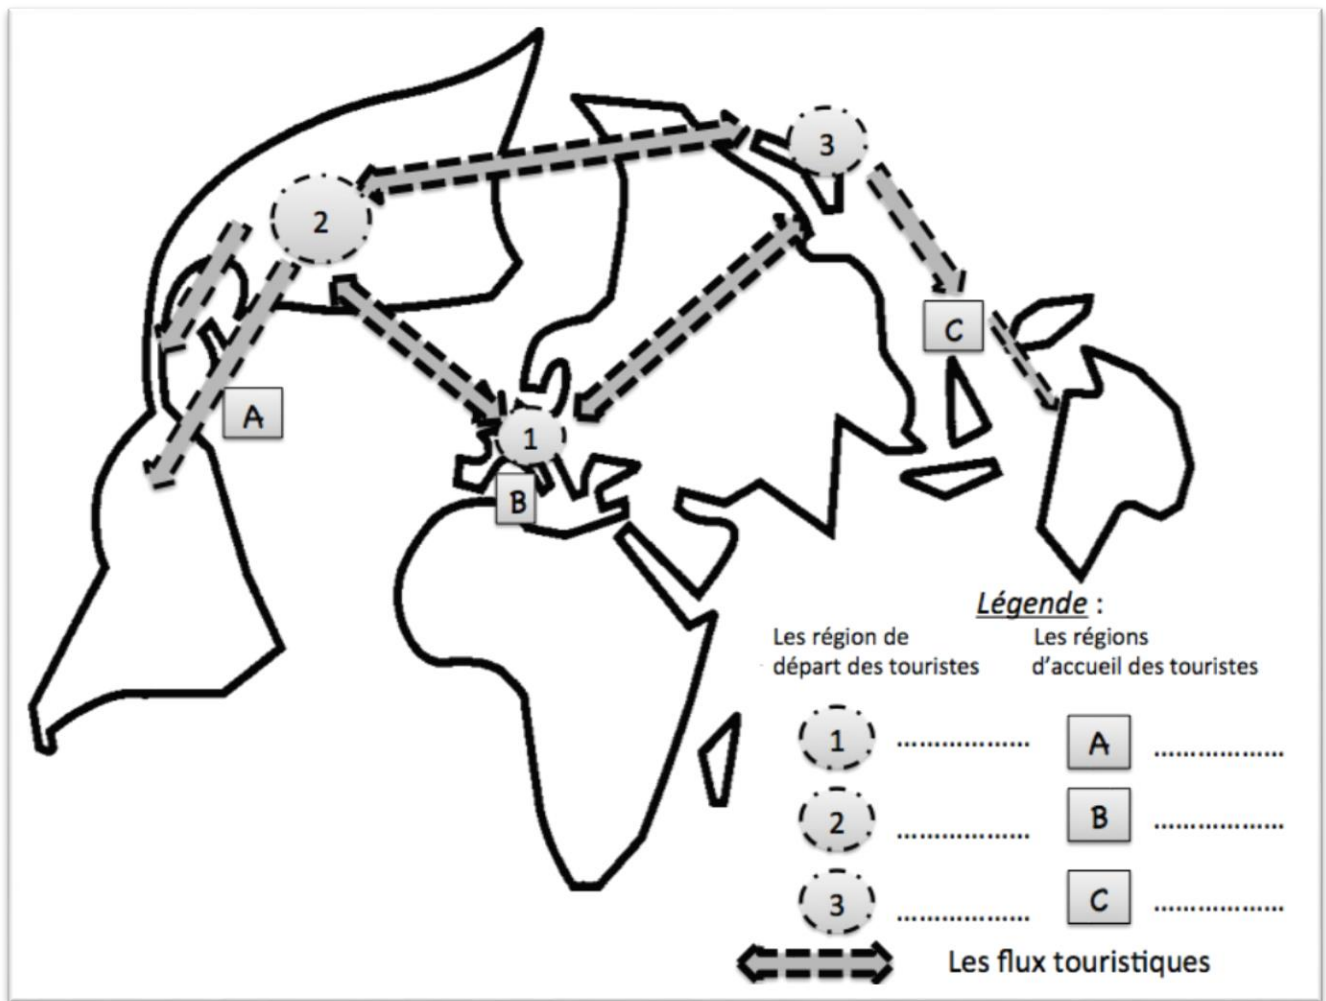 3
2
C
A
1
B
Légende :
Les région de
départ des touristes
Les régions
d'accueil des touristes
1 ....................
A ....................
2 ....................
B ....................
3 ....................
C ....................
Les flux touristiques